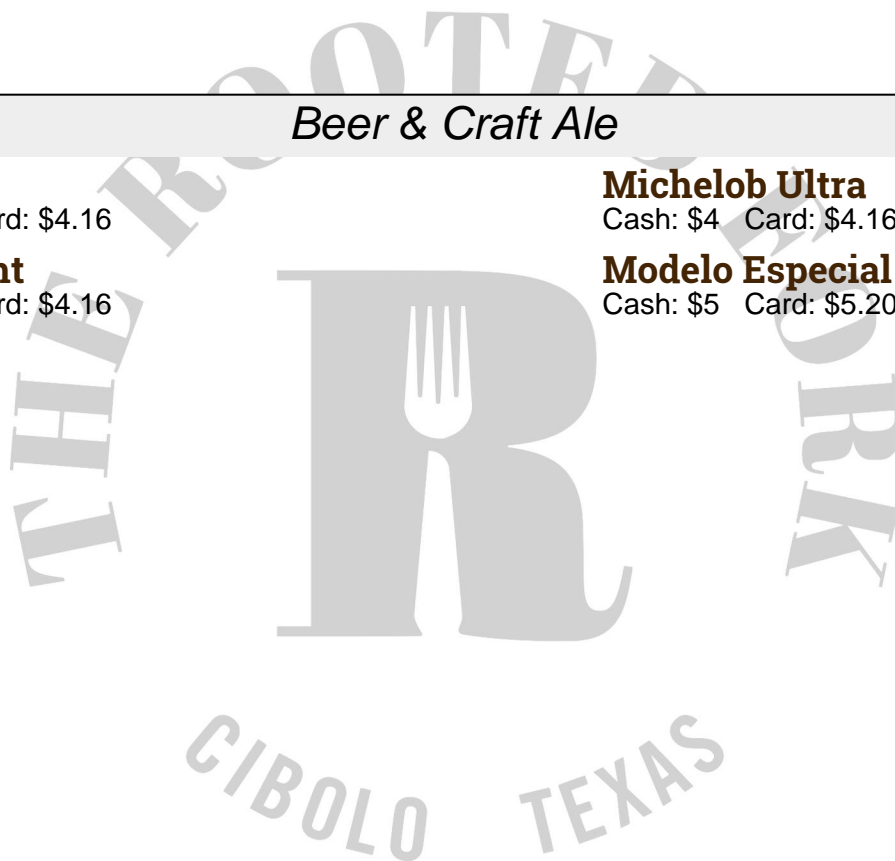 THE ROOTED FORK
Beer & Craft Ale
rd: $4.16
nt
rd: $4.16
Michelob Ultra
Cash: $4 Card: $4.16
Modelo Especial
Cash: $5 Card: $5.20
R
CIBOLO TEXAS